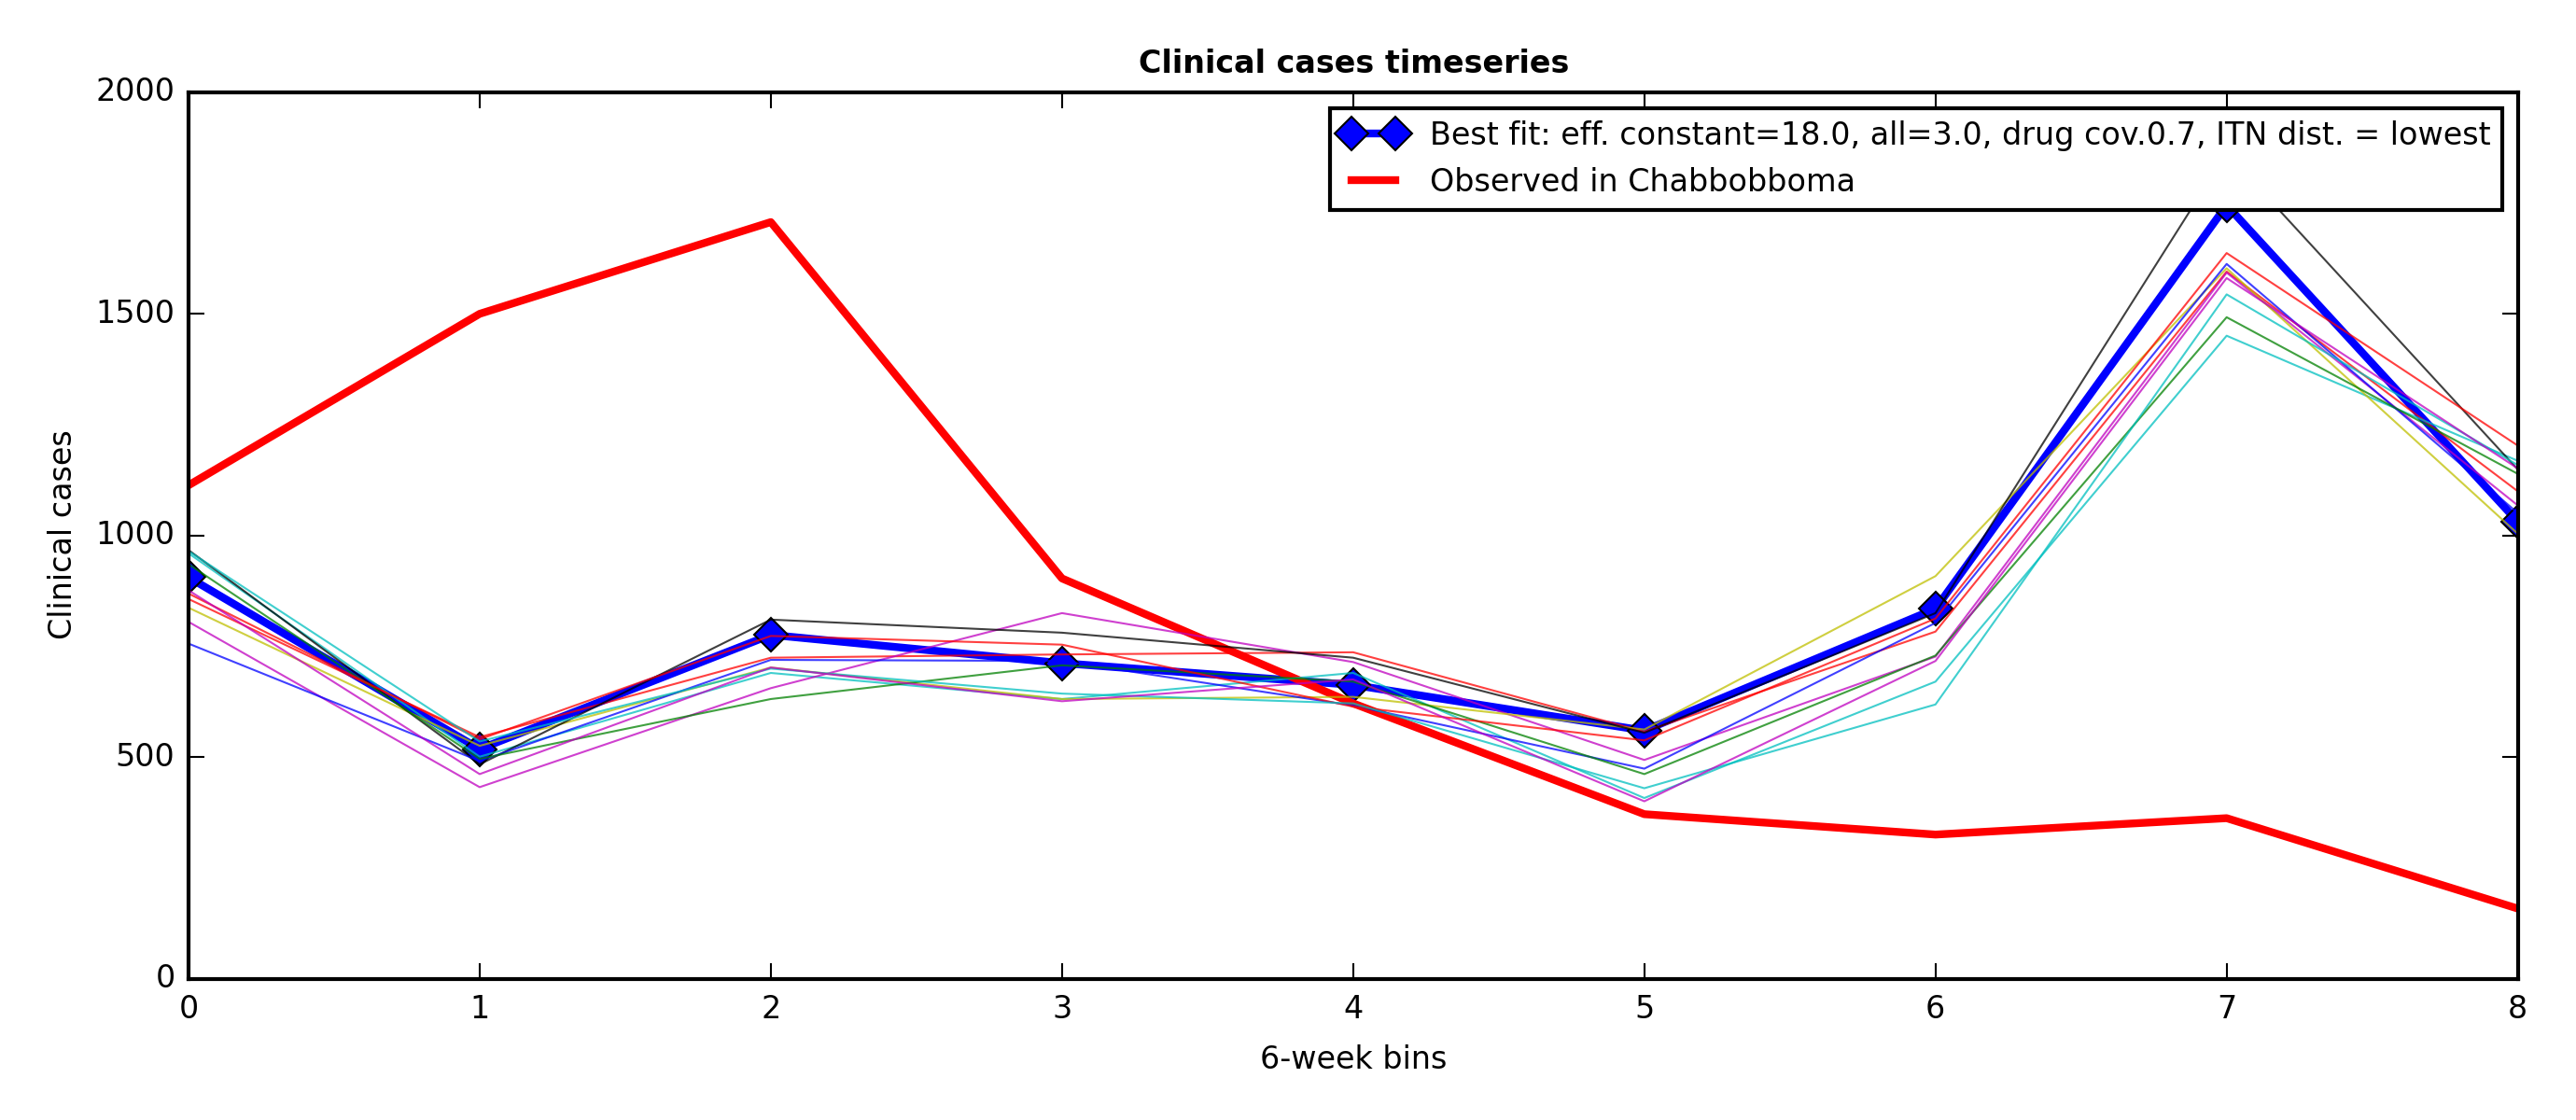 Clinical cases timeseries
2000
1500
1000
500
0
Clinical cases
Best fit: eff. constant=18.0, all=3.0, drug cov.0.7, ITN dist. = lowest
Observed in Chabbobboma
0 1 2 3 4 5 6 7 8
6-week bins